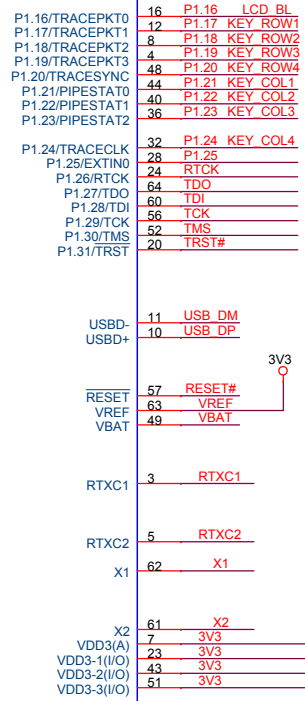 P1.16/TRACEPKT0 16 P1.16 LCD_BL
P1.17/TRACEPKT1 12 P1.17 KEY_ROW1
P1.18/TRACEPKT2 8 P1.18 KEY_ROW2
P1.19/TRACEPKT3 4 P1.19 KEY_ROW3
P1.20/TRACESYNC 48 P1.20 KEY_ROW4
P1.21/PIPESTAT0 44 P1.21 KEY_COL1
P1.22/PIPESTAT1 40 P1.22 KEY_COL2
P1.23/PIPESTAT2 36 P1.23 KEY_COL3
P1.24/TRACECLK 32 P1.24 KEY_COL4
P1.25/EXTIN0 28 P1.25
P1.26/RTCK 24 RTCK
P1.27/TDO 64 TDO
P1.28/TDI 60 TDI
P1.29/TCK 56 TCK
P1.30/TMS 52 TMS
P1.31/TRST 20 TRST#
USBD- 11 USB_DM
USBD+ 10 USB_DP
3V3
RESET 57 RESET#
VREF 63 VREF
VBAT 49 VBAT
RTXC1 3 RTXC1
RTXC2 5 RTXC2
X1 62 X1
X2 61 X2
VDD3(A) 7 3V3
VDD3-1(I/O) 23 3V3
VDD3-2(I/O) 43 3V3
VDD3-3(I/O) 51 3V3